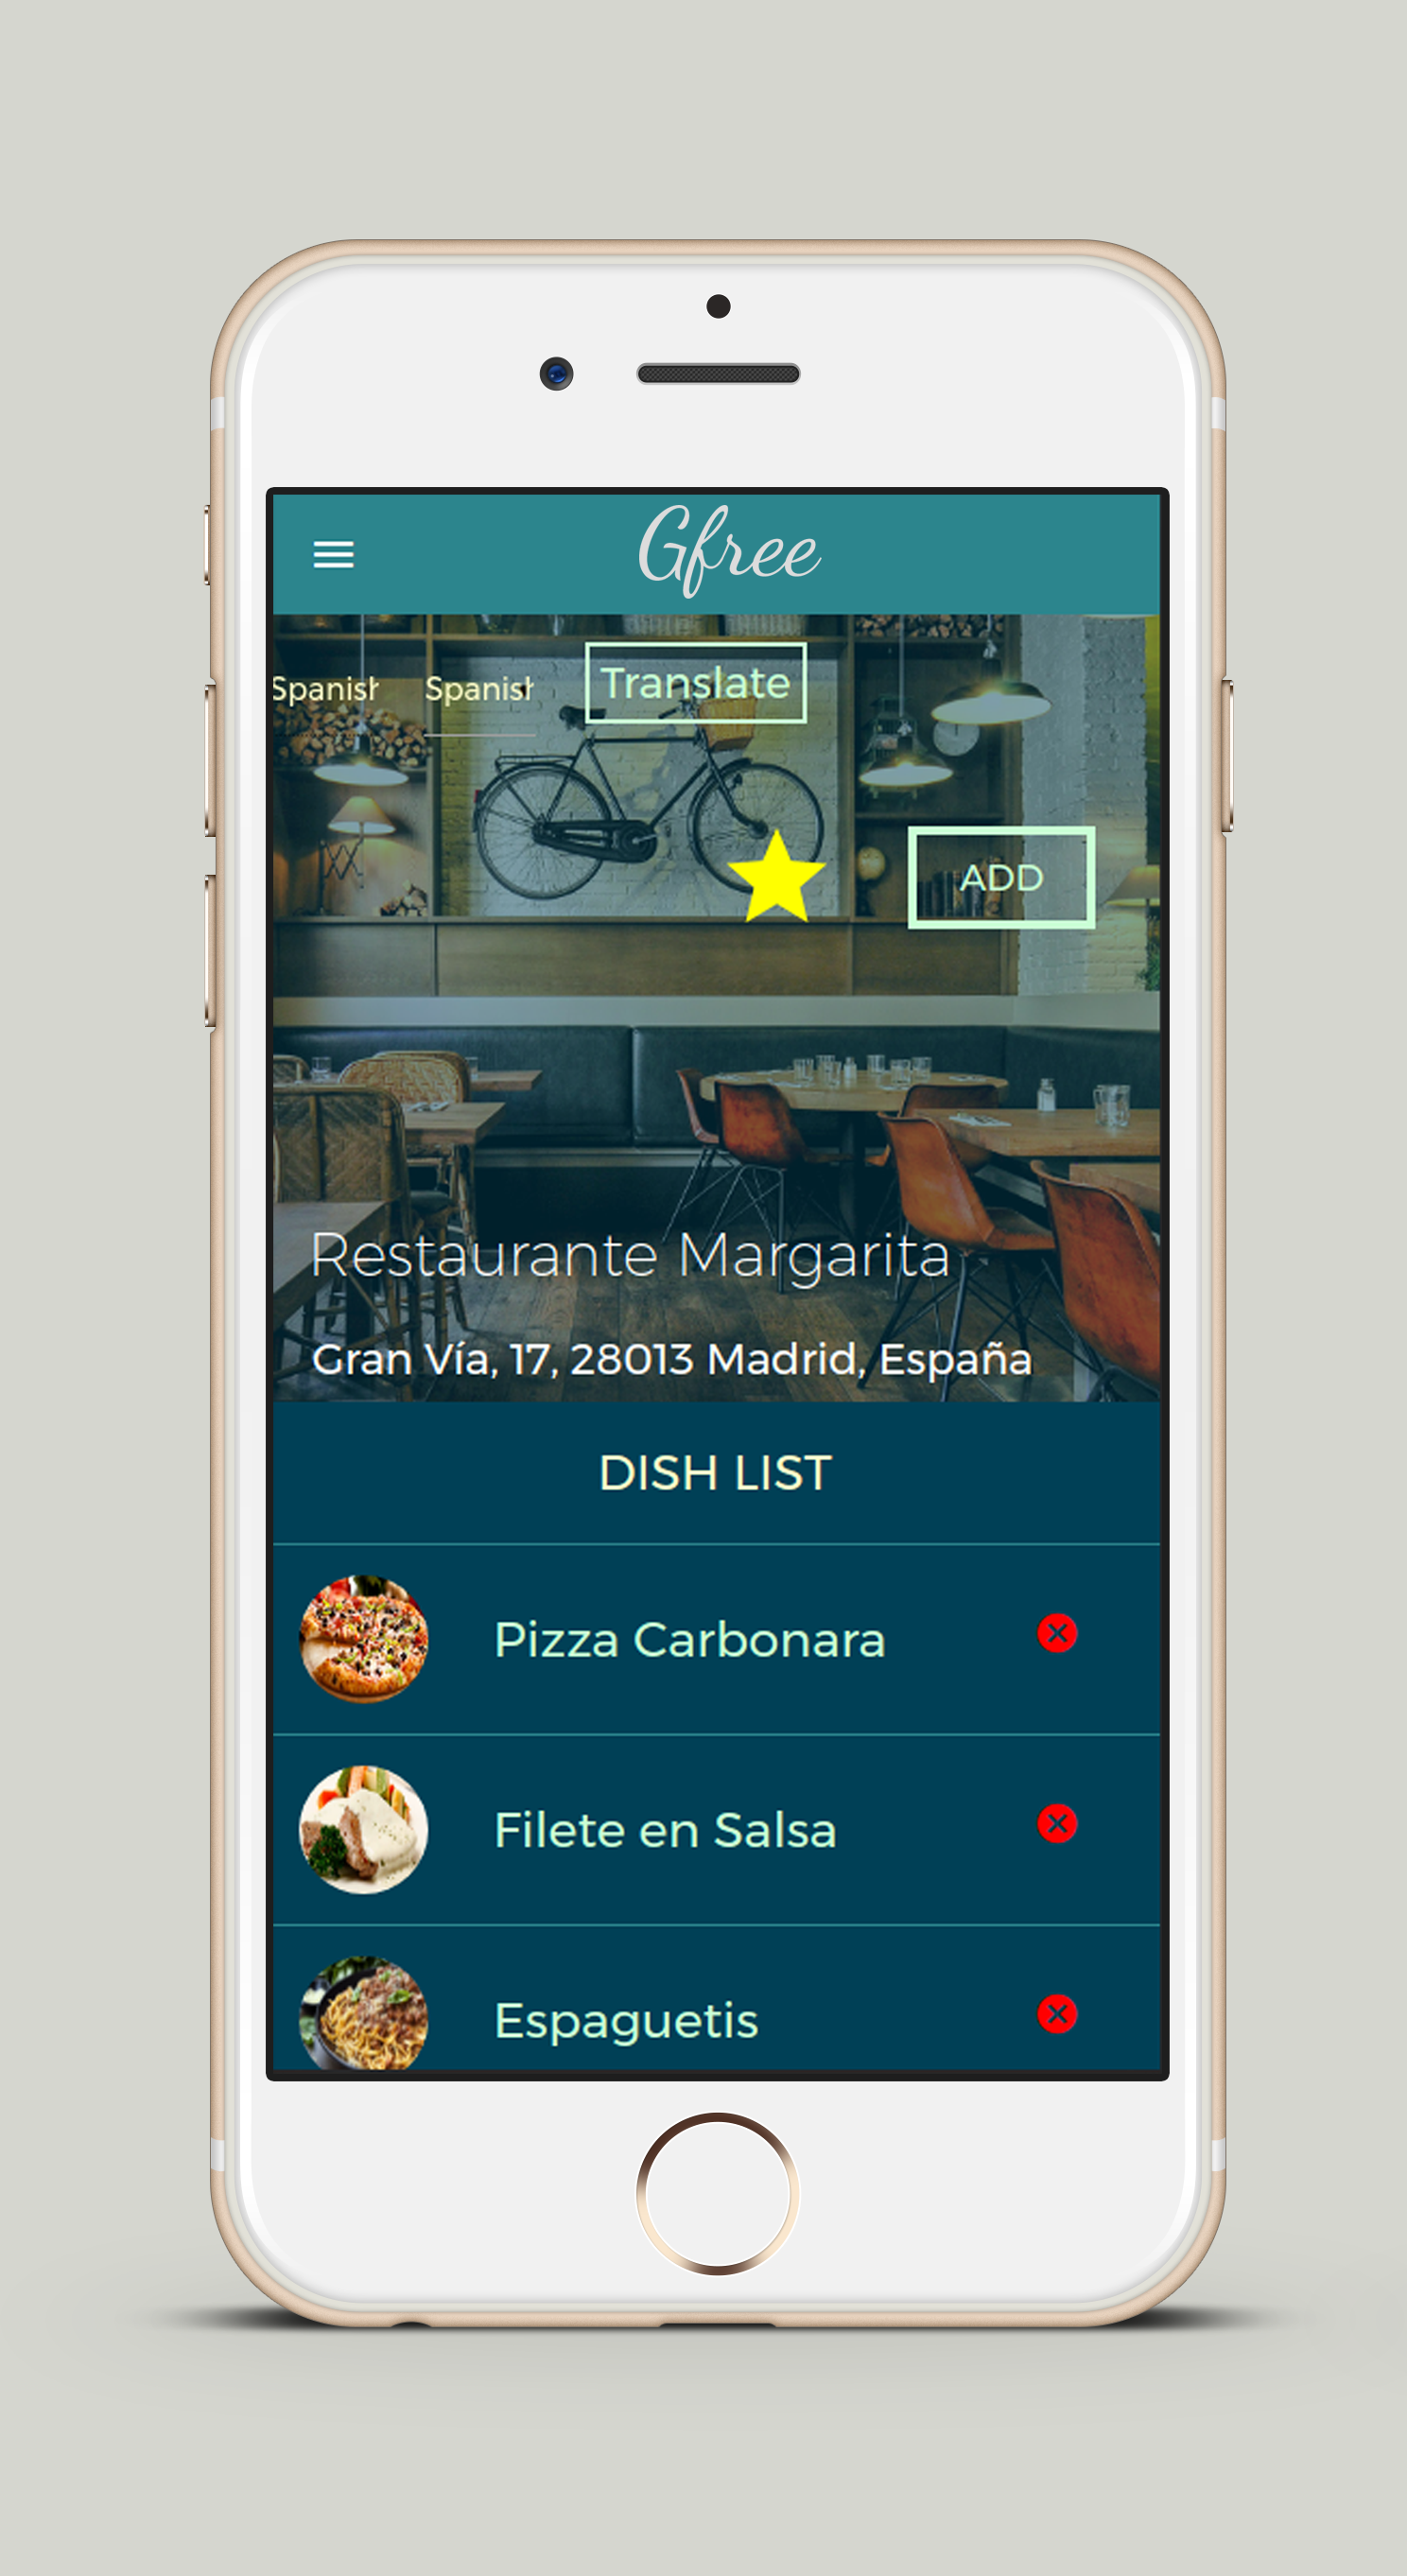 Gfree
Spanish Spanish Translate
ADD
Restaurante Margarita
Gran Vía, 17, 28013 Madrid, España
DISH LIST
Pizza Carbonara
Filete en Salsa
Espaguetis